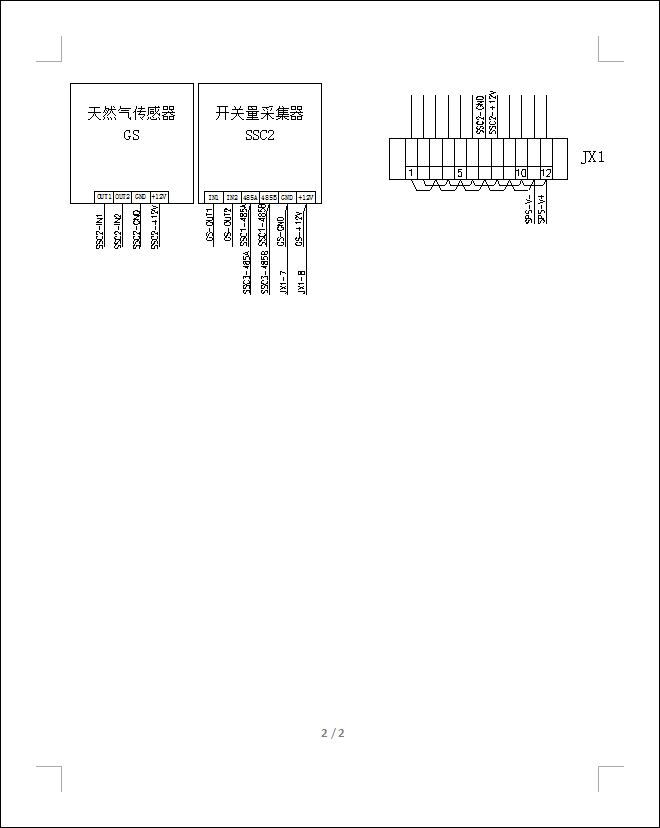 天然气传感器
GS
OUT1 OUT2 GND +12V
SSC2-IN1
SSC2-IN2
SSC2-GND
SSC2-+12V
开关量采集器
SSC2
IN1 IN2 485A 485B GND +12V
GS-OUT1
GS-OUT2
SSC1-485A
SSC3-485A
SSC1-485B
SSC3-485B
GS-GND
JX1-7
GS-+12V
JX1-8
SSC2-GND
SSC2-+12V
1 5 10 12
JX1
SPS-V-
SPS-V+
2 / 2